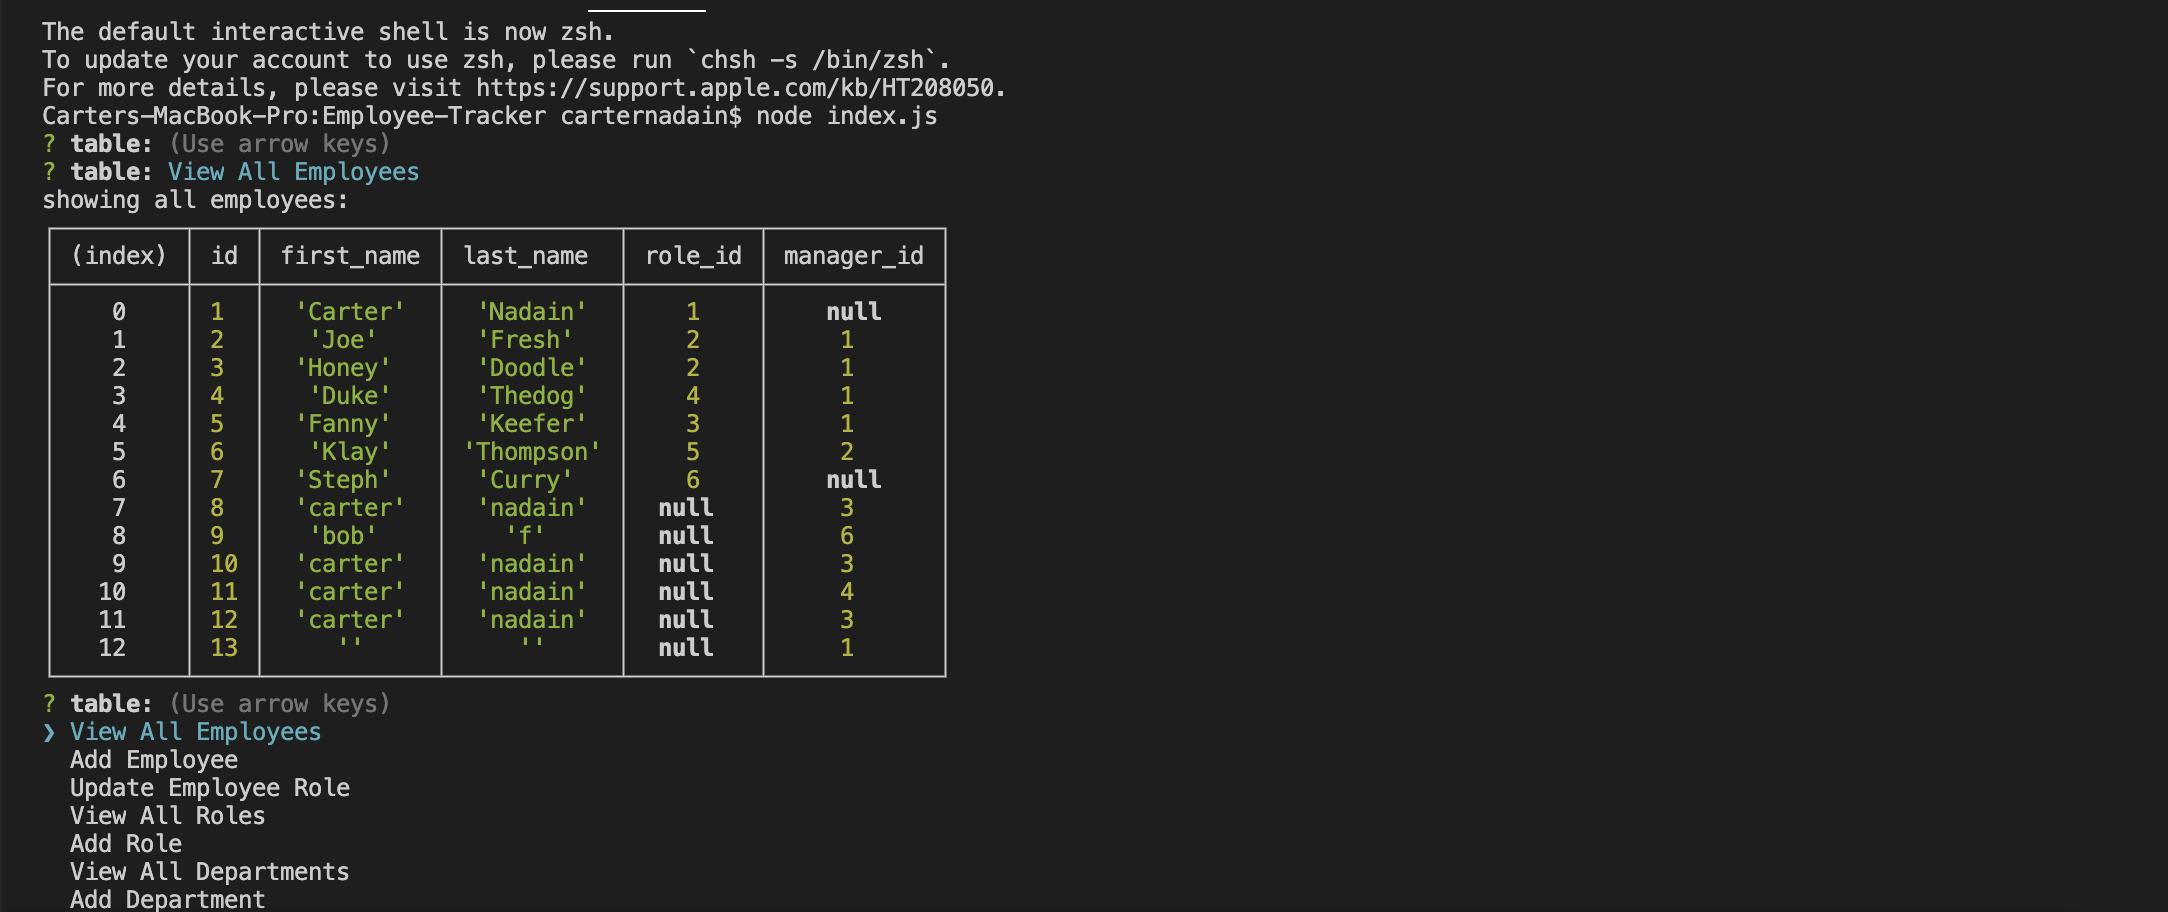 The default interactive shell is now zsh.
To update your account to use zsh, please run `chsh -s /bin/zsh`.
For more details, please visit https://support.apple.com/kb/HT208050.
Carters-MacBook-Pro:Employee-Tracker carternadain$ node index.js
? table: (Use arrow keys)
? table: View All Employees
showing all employees:
(index) id first_name last_name role_id manager_id
0 1 'Carter' 'Nadain' 1 null
1 2 'Joe' 'Fresh' 2 1
2 3 'Honey' 'Doodle' 2 1
3 4 'Duke' 'Thedog' 4 1
4 5 'Fanny' 'Keefer' 3 1
5 6 'Klay' 'Thompson' 5 2
6 7 'Steph' 'Curry' 6 null
7 8 'carter' 'nadain' null 3
8 9 'bob' 'f' null 6
9 10 'carter' 'nadain' null 3
10 11 'carter' 'nadain' null 4
11 12 'carter' 'nadain' null 3
12 13 '' '' null 1
? table: (Use arrow keys)
❯ View All Employees
Add Employee
Update Employee Role
View All Roles
Add Role
View All Departments
Add Department